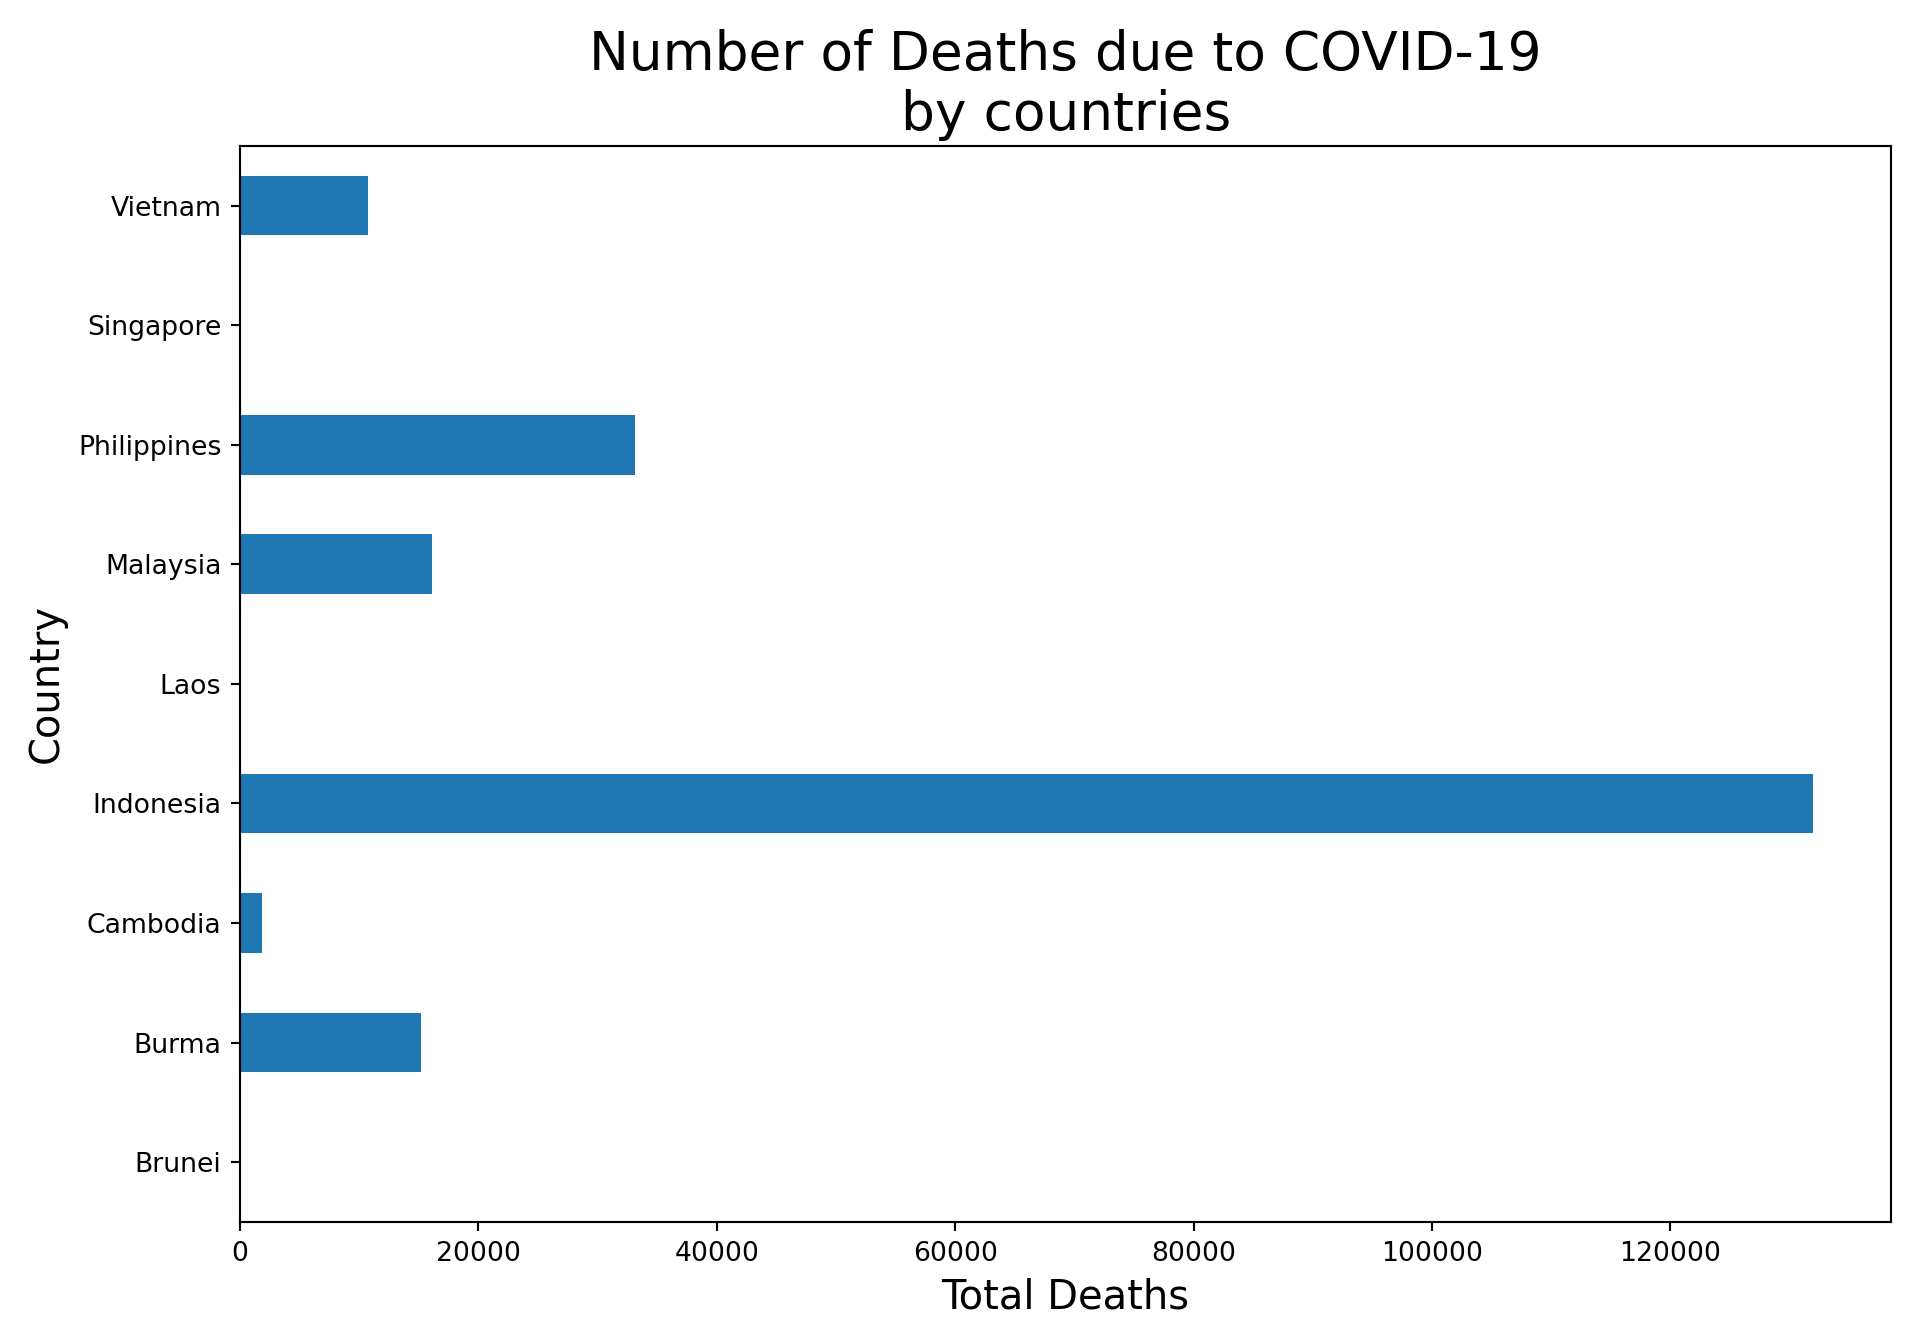 Number of Deaths due to COVID-19
by countries
Vietnam
Singapore
Philippines
Malaysia
Laos
Indonesia
Cambodia
Burma
Brunei
Country
0 20000 40000 60000 80000 100000 120000
Total Deaths